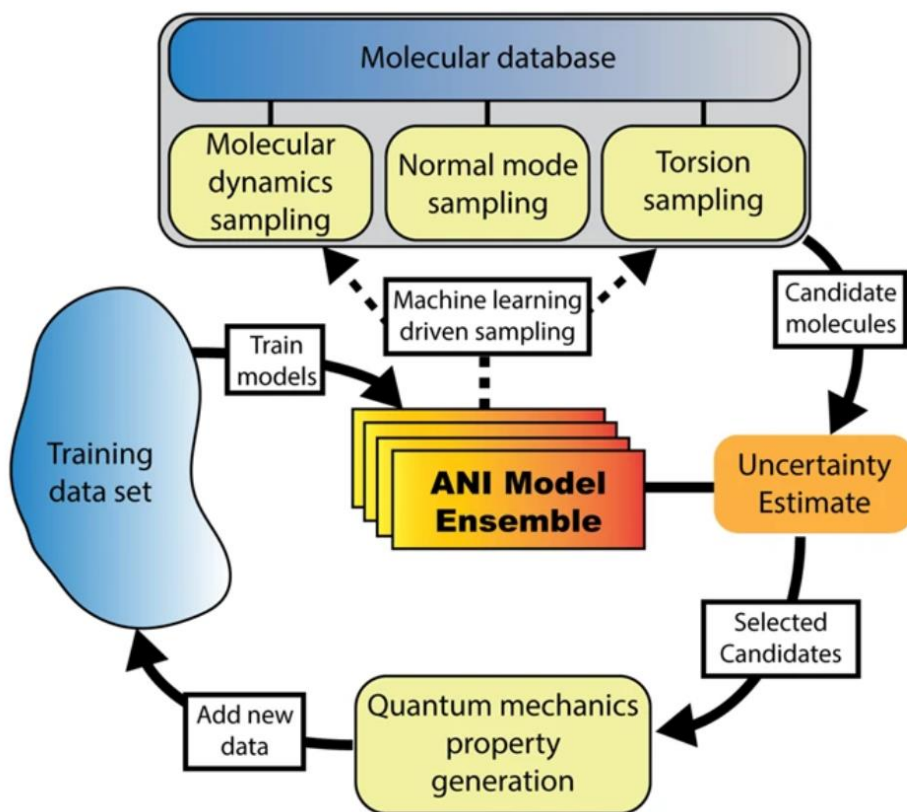 Molecular database
Molecular
dynamics
sampling
Normal mode
sampling
Torsion
sampling
Machine learning
driven sampling
Candidate
molecules
Train
models
Training
data set
ANI Model
Ensemble
Uncertainty
Estimate
Selected
Candidates
Add new
data
Quantum mechanics
property
generation